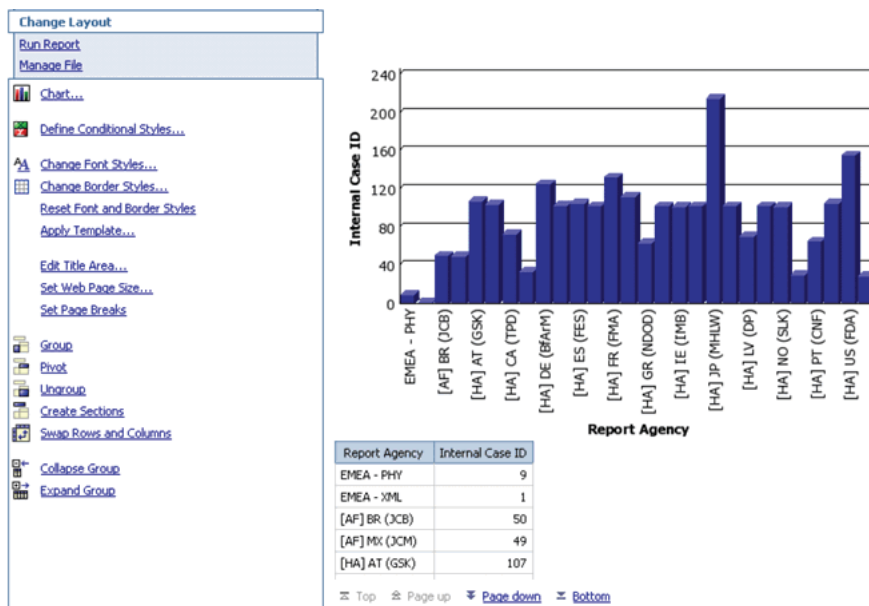 Change Layout
Run Report
Manage File
Chart...
Define Conditional Styles...
Change Font Styles...
Change Border Styles...
Reset Font and Border Styles
Apply Template...
Edit Title Area...
Set Web Page Size...
Set Page Breaks
Group
Pivot
Ungroup
Create Sections
Swap Rows and Columns
Collapse Group
Expand Group
Internal Case ID
240
200
160
120
80
40
0
EMEA - PHY
[AF] BR (JCB)
[HA] AT (GSK)
[HA] CA (TPD)
[HA] DE (BfArM)
[HA] ES (FES)
[HA] FR (FMA)
[HA] GR (NDOD)
[HA] IE (IMB)
[HA] JP (MHLW)
[HA] LV (DP)
[HA] NO (SLK)
[HA] PT (CNF)
[HA] US (FDA)
Report Agency
Report Agency Internal Case ID
EMEA - PHY 9
EMEA - XML 1
[AF] BR (JCB) 50
[AF] MX (JCM) 49
[HA] AT (GSK) 107
Top Page up Page down Bottom